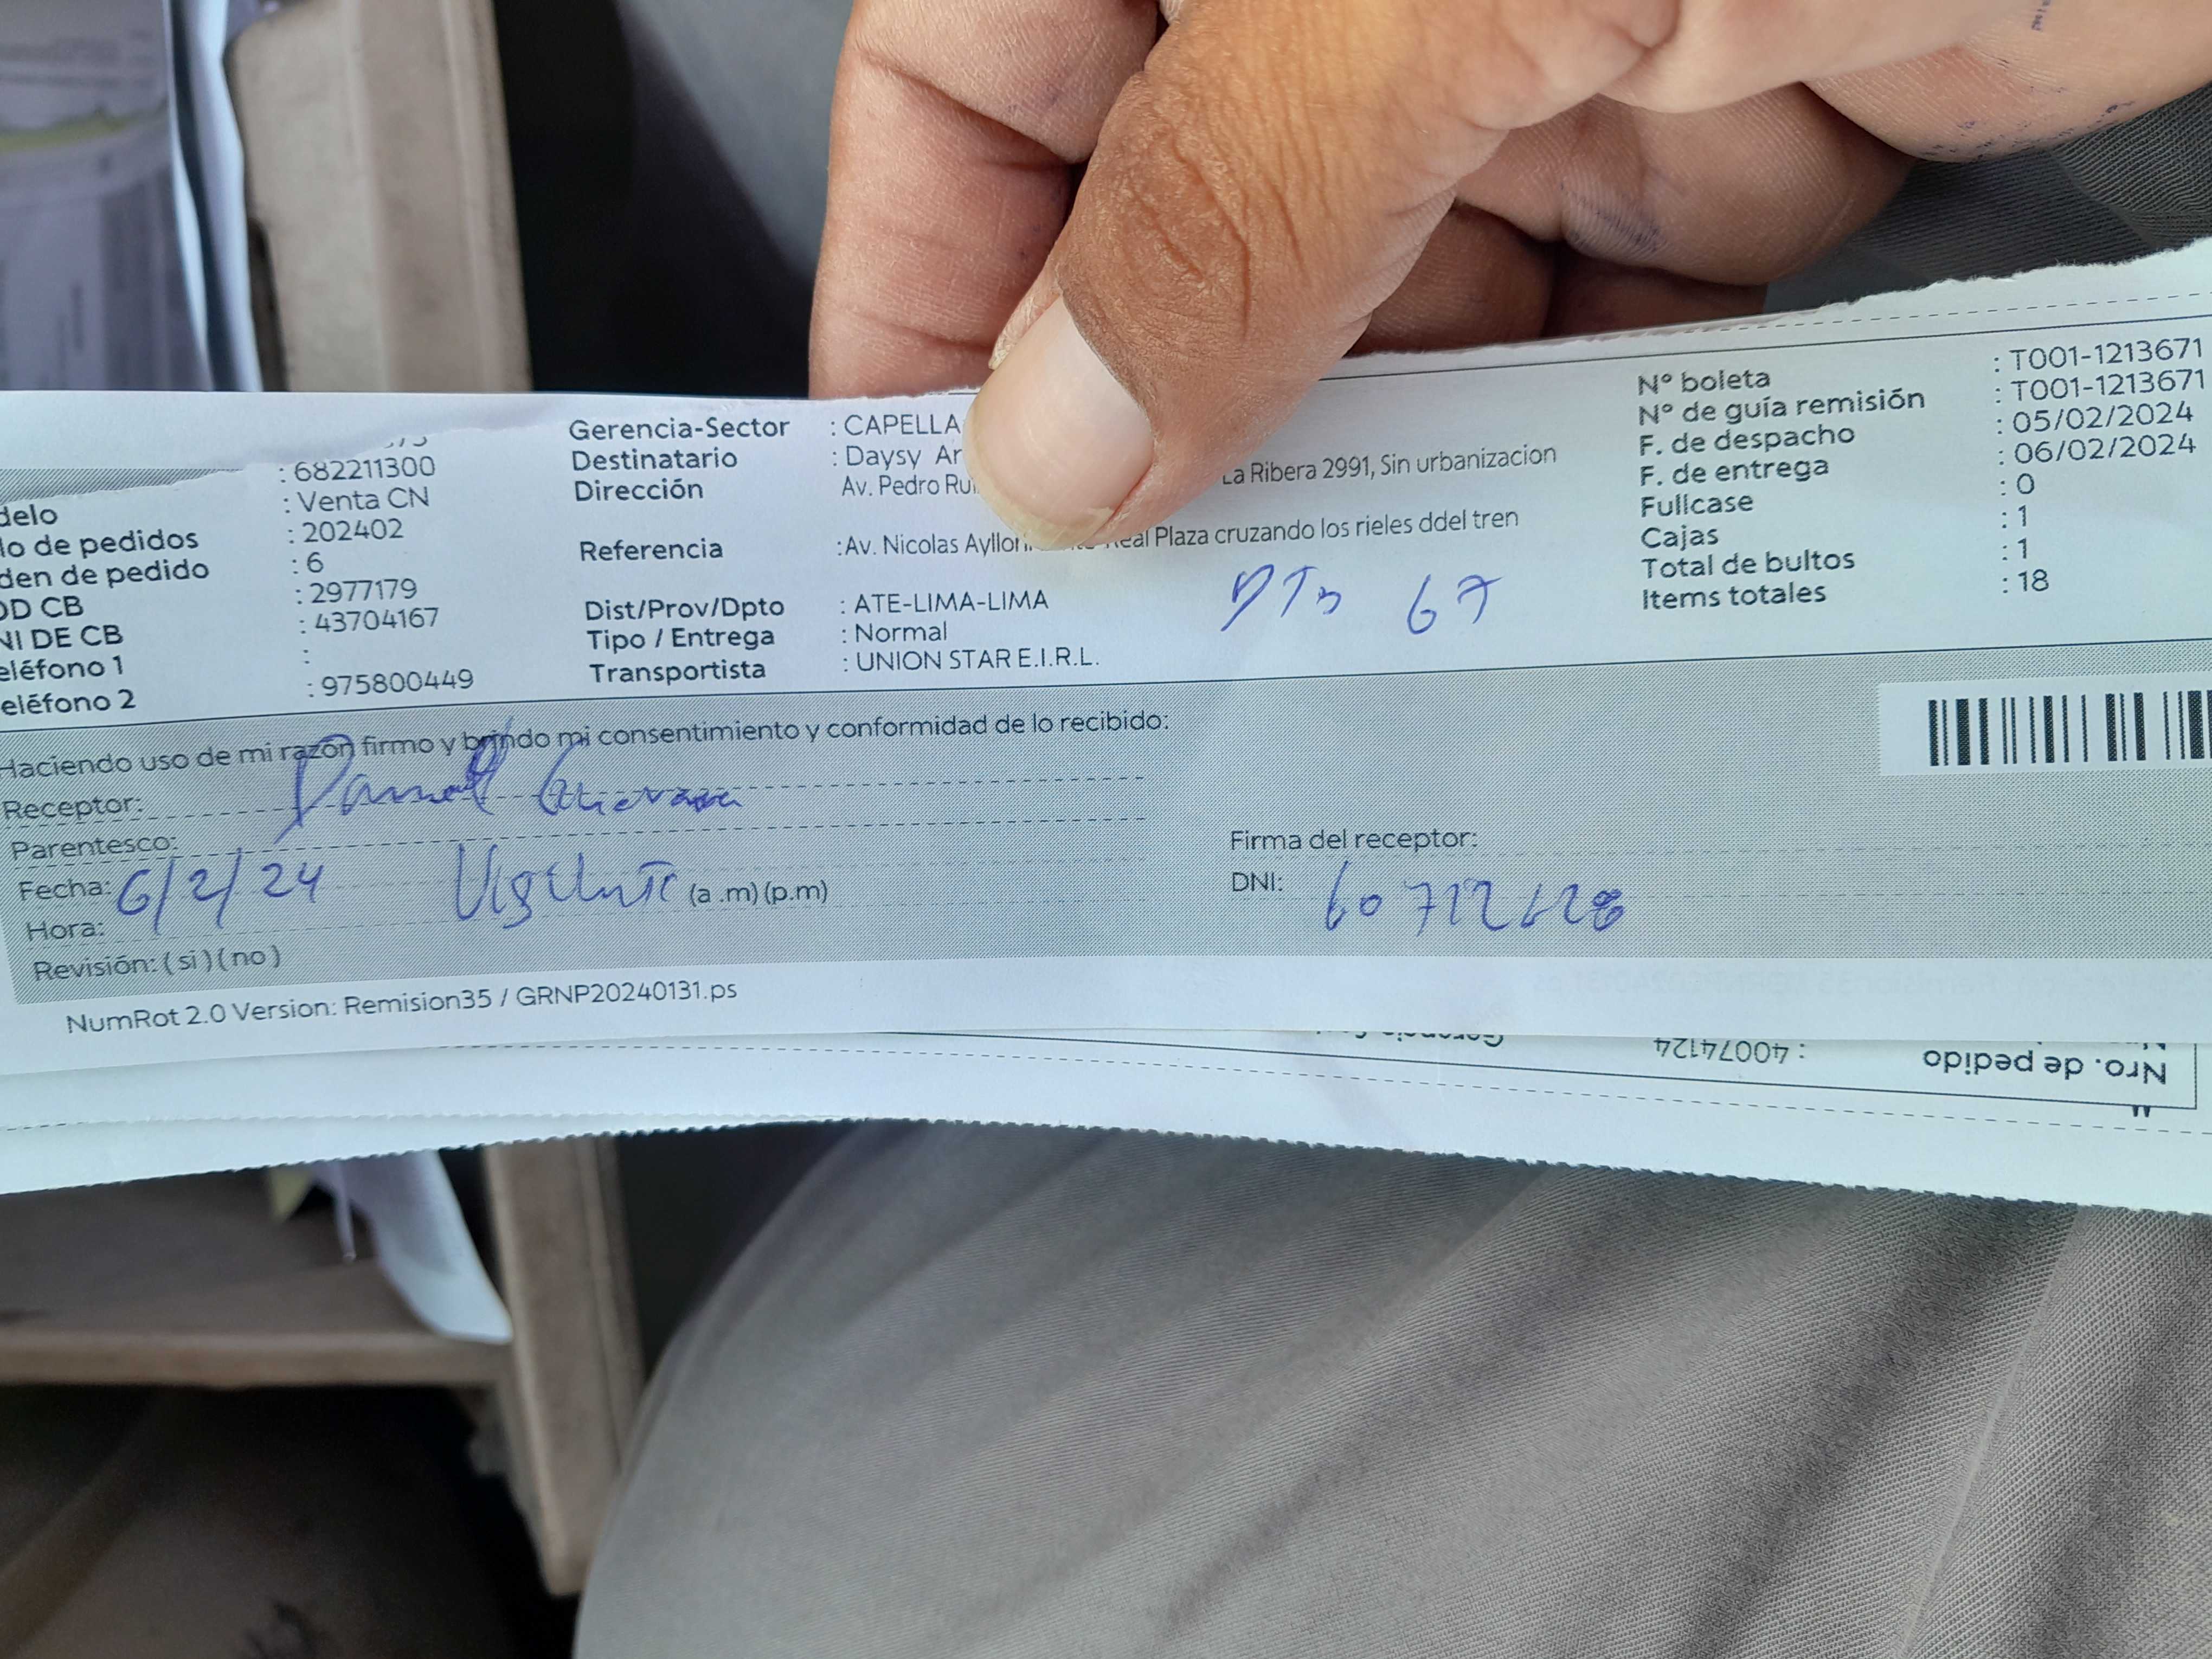 : 682211300
delo : Venta CN
lo de pedidos : 202402
den de pedido : 6
OD CB : 2977179
NI DE CB : 43704167
eléfono 1 :
eléfono 2 : 975800449
Gerencia-Sector : CAPELLA
Destinatario : Daysy Ar
Dirección Av. Pedro Rui La Ribera 2991, Sin urbanizacion
Referencia :Av. Nicolas Ayllon Real Plaza cruzando los rieles ddel tren
Dist/Prov/Dpto : ATE-LIMA-LIMA
Tipo / Entrega : Normal
Transportista : UNION STAR E.I.R.L.
67
N° boleta : T001-1213671
N° de guía remisión : T001-1213671
F. de despacho : 05/02/2024
F. de entrega : 06/02/2024
Fullcase : 0
Cajas : 1
Total de bultos : 1
Items totales : 18
Haciendo uso de mi razón firmo y brindo mi consentimiento y conformidad de lo recibido:
Receptor: Daniel
Parentesco:
Fecha: 6/2/24 Vigilante
Hora: (a .m) (p.m)
Revisión: ( si ) ( no )
Firma del receptor:
DNI:
NumRot 2.0 Version: Remision35 / GRNP20240131.ps
Nro. de pedido : 40074124